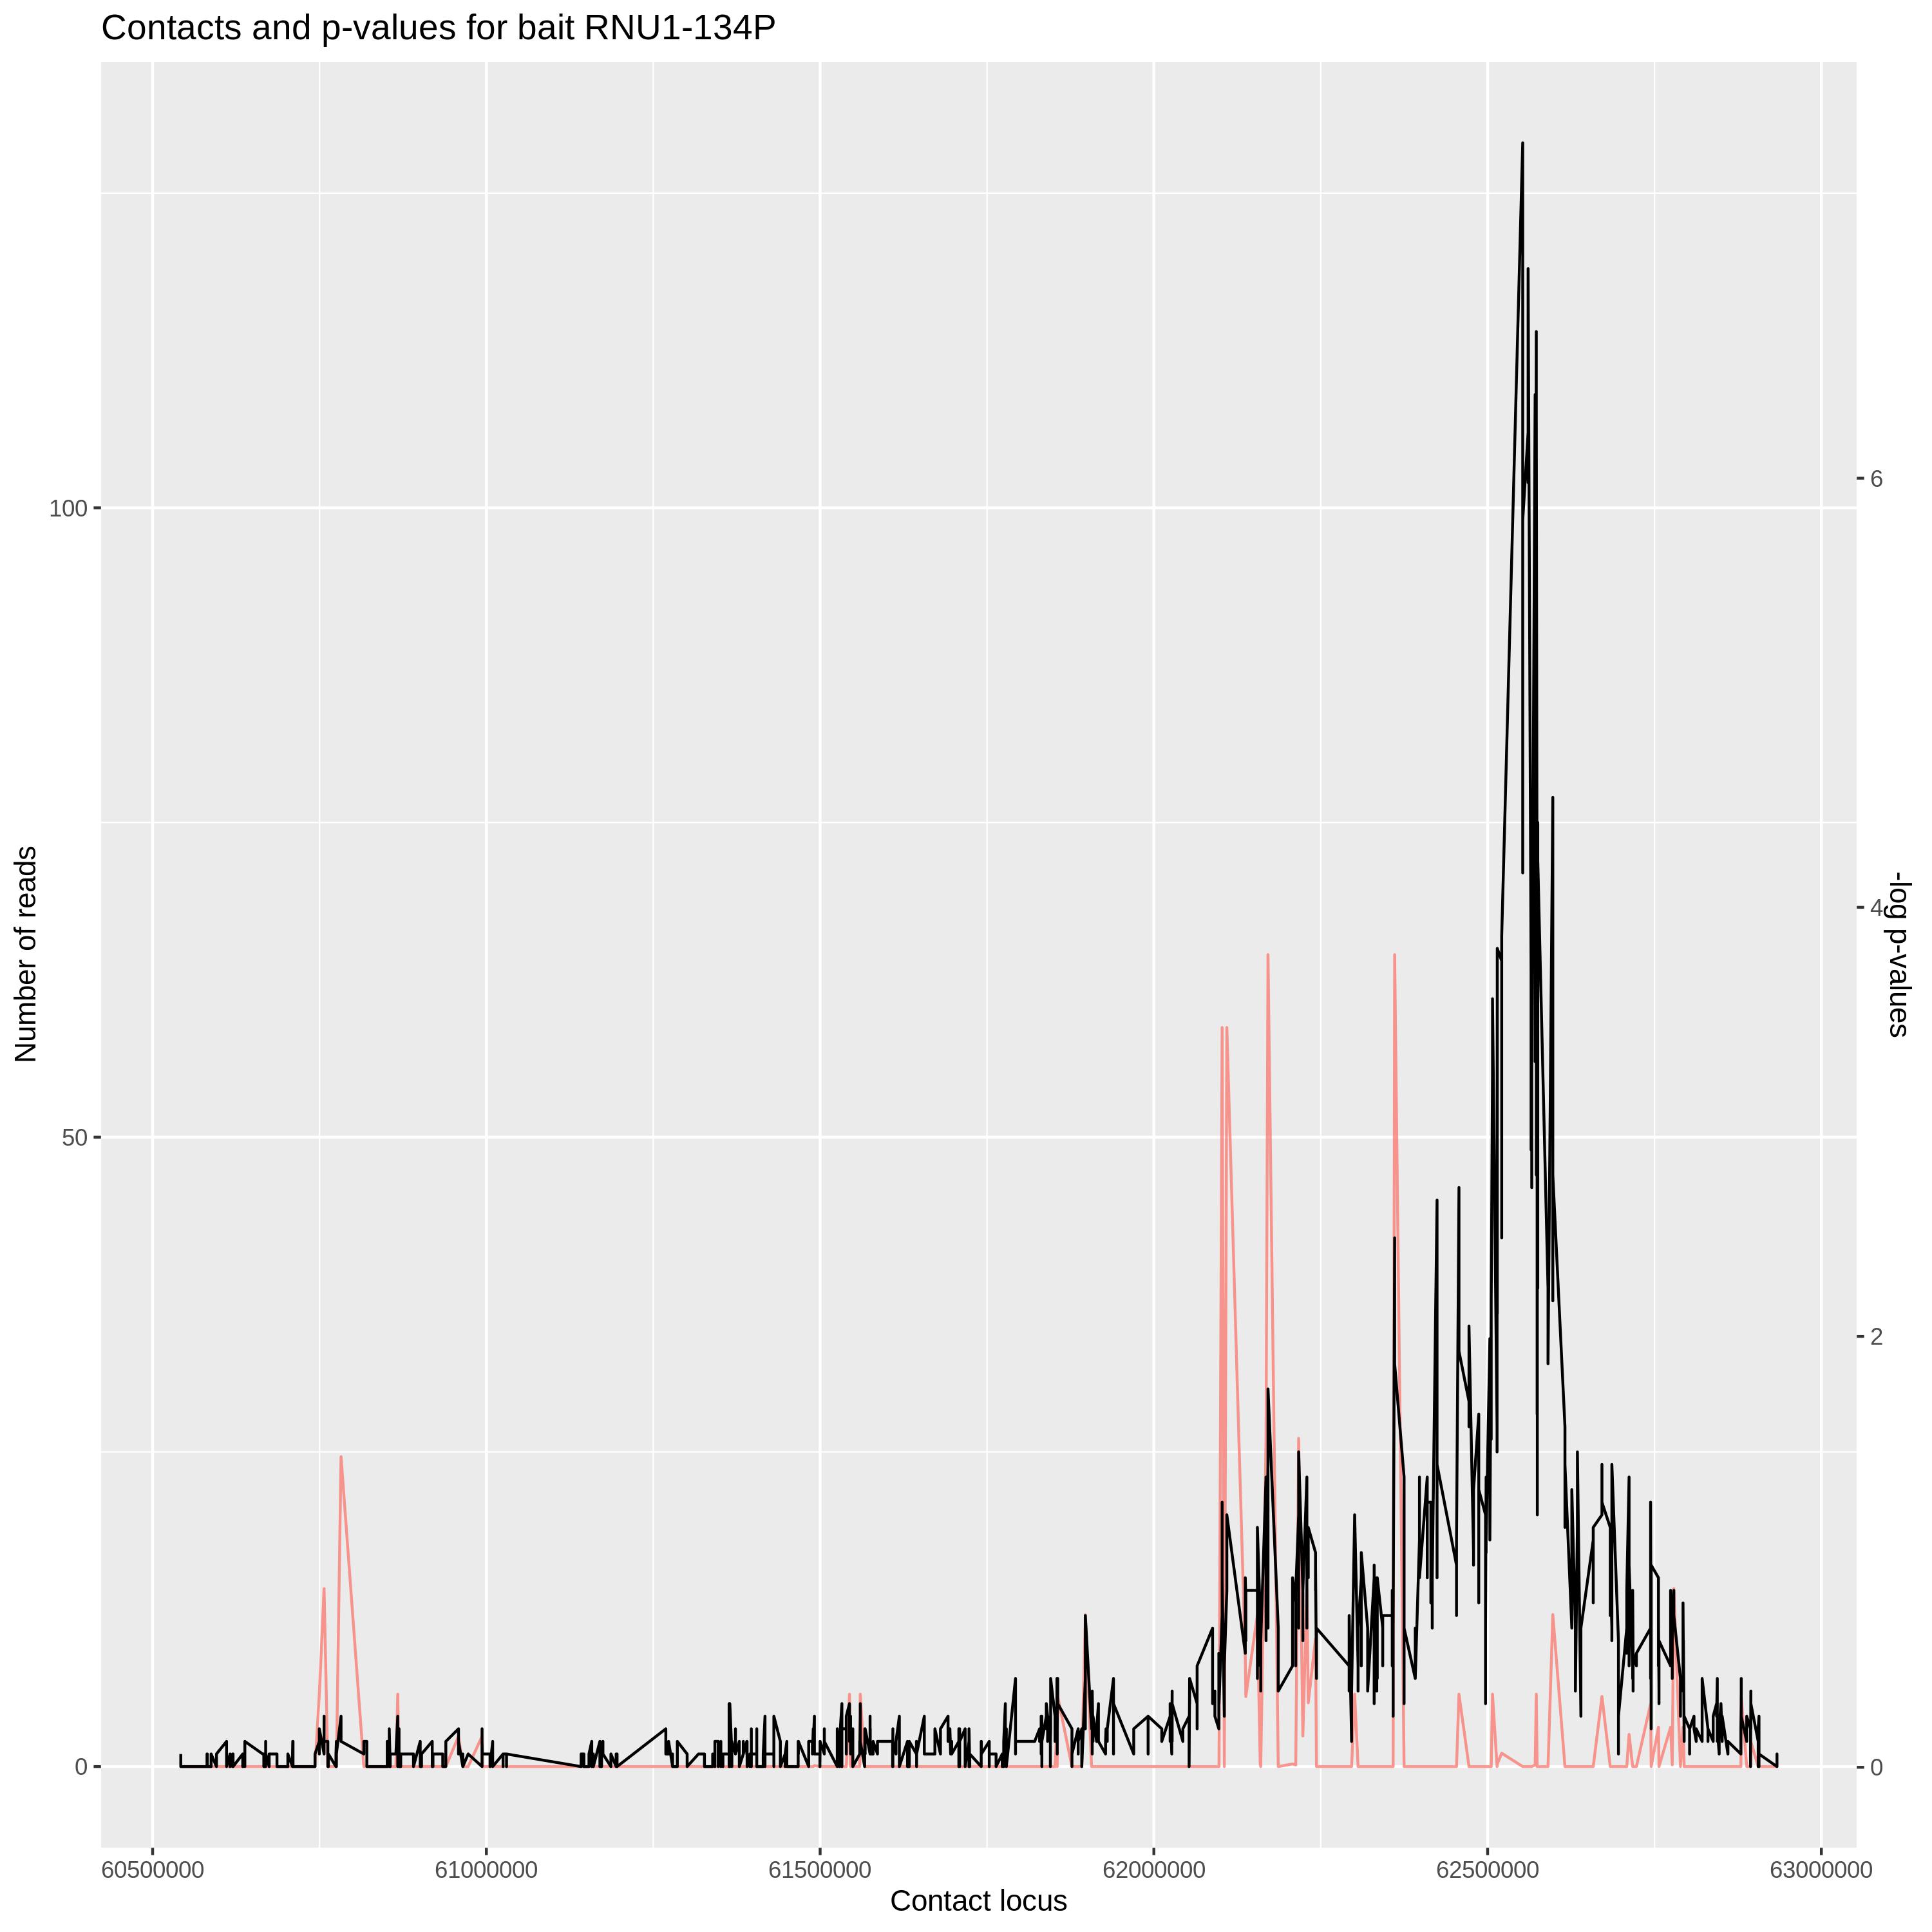 Contacts and p-values for bait RNU1-134P
100
50
0
Number of reads
6
4
2
0
-log p-values
60500000 61000000 61500000 62000000 62500000 63000000
Contact locus